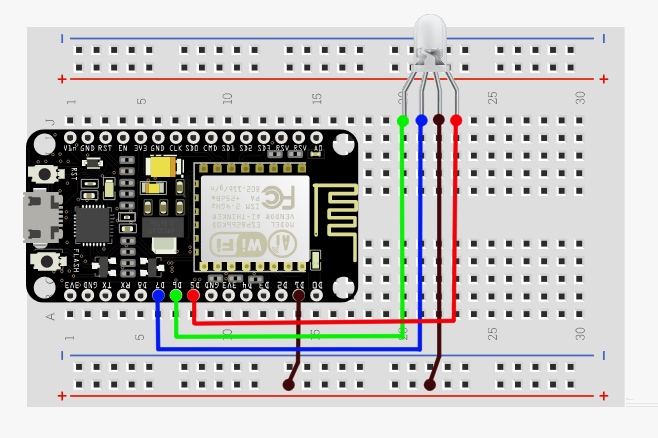 1 5 10 15 20 25 30
J
Vin GND RST EN 3V3 GND CLK SD0 CMD SD1 SD2 SD3 RSV RSV A0
RST
FCC
802.11b/g/n
PA +25dBm
ISM 2.4GHz
VENDOR AI-THINKER
MODEL ESP8266MOD
WiFi
Ai
FLASH
3V3 GND TX RX D8 D7 D6 D5 GND 3V3 D4 D3 D2 D1 D0
A
1 5 20 25 30